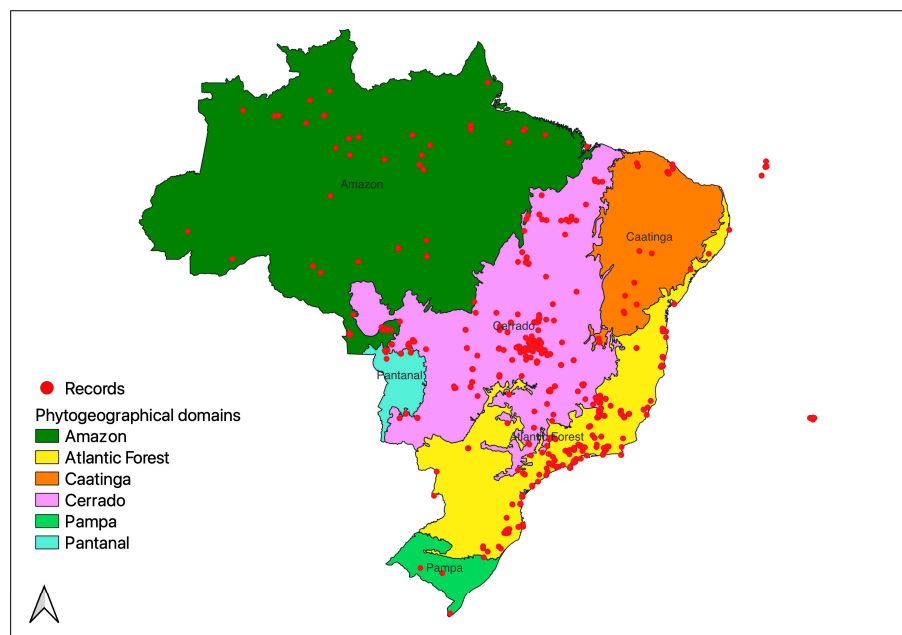 Amazon
Caatinga
Cerrado
Pantanal
Atlantic Forest
Pampa
Records
Phytogeographical domains
Amazon
Atlantic Forest
Caatinga
Cerrado
Pampa
Pantanal